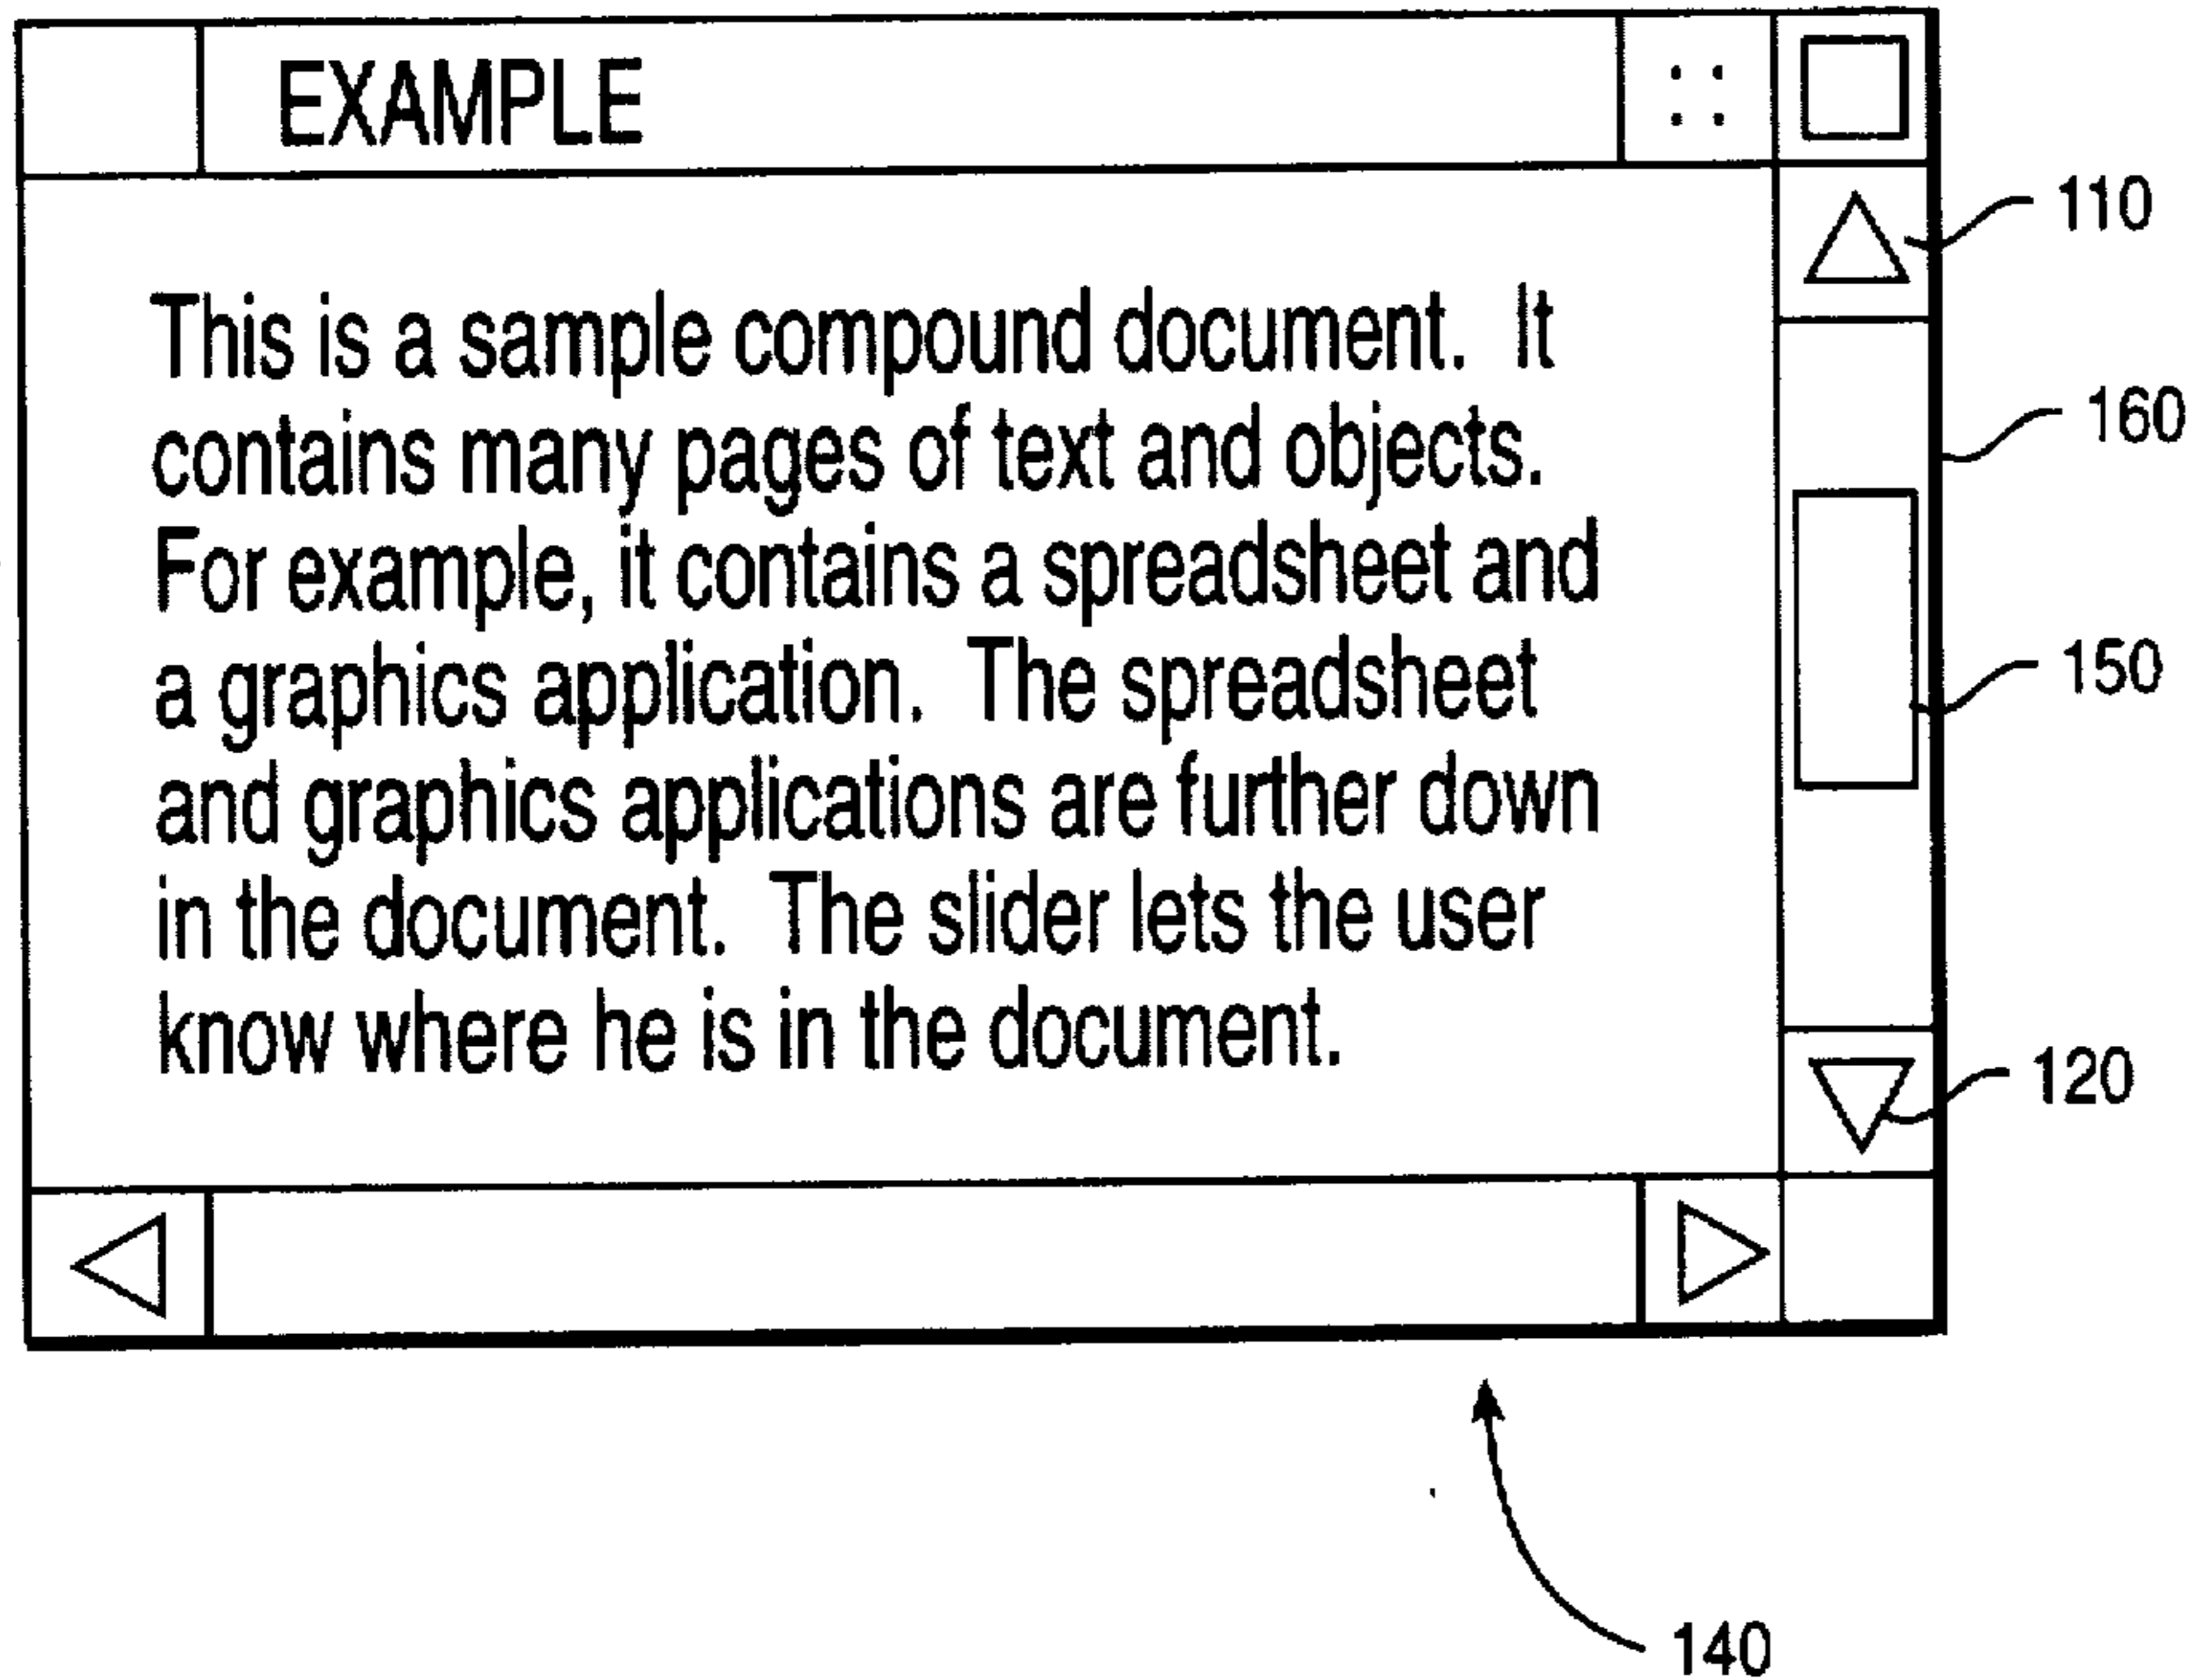 EXAMPLE
110
This is a sample compound document. It
160
contains many pages of text and objects.
For example, it contains a spreadsheet and
a graphics application. The spreadsheet
150
and graphics applications are further down
in the document. The slider lets the user
know where he is in the document.
120
140